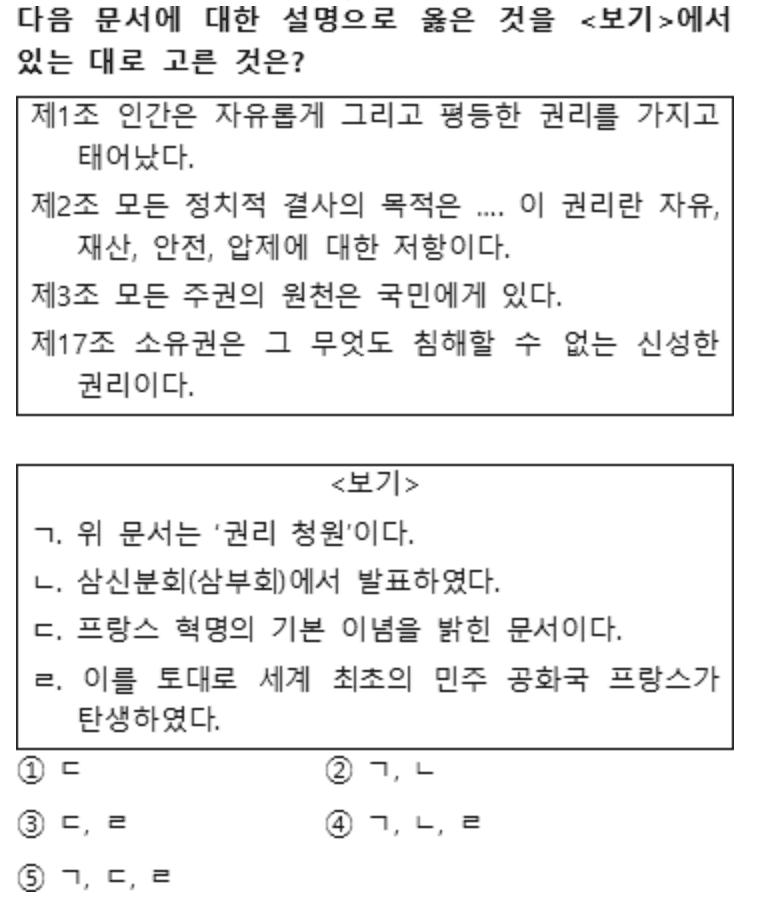 다음 문서에 대한 설명으로 옳은 것을 <보기>에서
있는 대로 고른 것은?
제1조 인간은 자유롭게 그리고 평등한 권리를 가지고
태어났다.
제2조 모든 정치적 결사의 목적은 .... 이 권리란 자유,
재산, 안전, 압제에 대한 저항이다.
제3조 모든 주권의 원천은 국민에게 있다.
제17조 소유권은 그 무엇도 침해할 수 없는 신성한
권리이다.
<보기>
ㄱ. 위 문서는 ‘권리 청원’이다.
ㄴ. 삼신분회(삼부회)에서 발표하였다.
ㄷ. 프랑스 혁명의 기본 이념을 밝힌 문서이다.
ㄹ. 이를 토대로 세계 최초의 민주 공화국 프랑스가
탄생하였다.
① ㄷ ② ㄱ, ㄴ
③ ㄷ, ㄹ ④ ㄱ, ㄴ, ㄹ
⑤ ㄱ, ㄷ, ㄹ